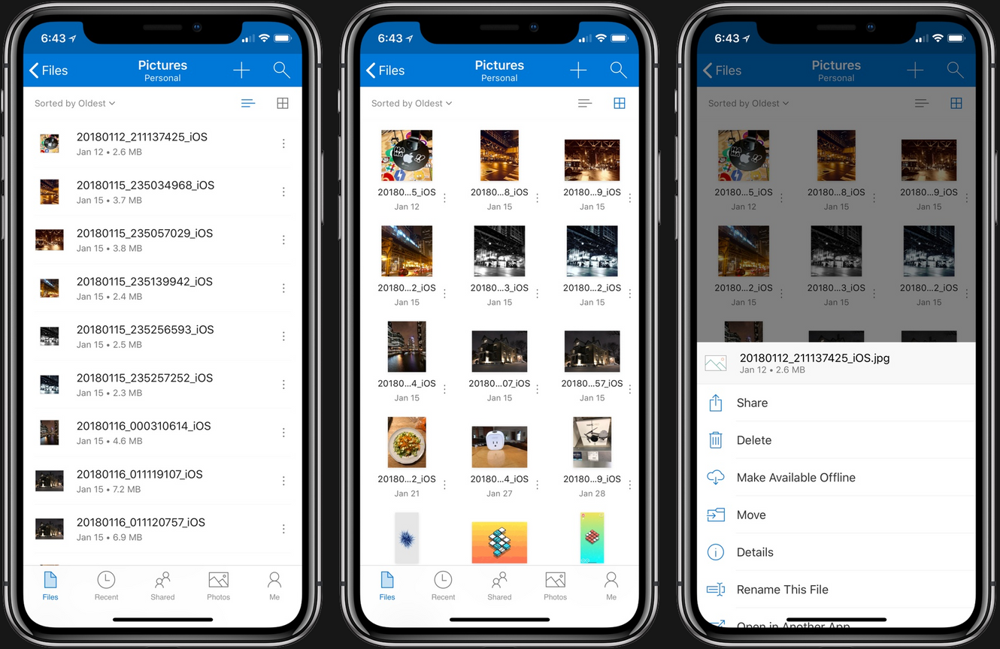 6:43
Files
Pictures
Personal
Sorted by Oldest
20180112_211137425_iOS
Jan 12 • 2.6 MB
20180115_235034968_iOS
Jan 15 • 3.7 MB
20180115_235057029_iOS
Jan 15 • 3.8 MB
20180115_235139942_iOS
Jan 15 • 2.4 MB
20180115_235256593_iOS
Jan 15 • 2.5 MB
20180115_235257252_iOS
Jan 15 • 2.3 MB
20180116_000310614_iOS
Jan 15 • 4.6 MB
20180116_011119107_iOS
Jan 15 • 7.2 MB
20180116_011120757_iOS
Jan 15 • 6.9 MB
Files Recent Shared Photos Me
6:43
Files
Pictures
Personal
Sorted by Oldest
20180...5_iOS 20180...8_iOS 20180...9_iOS
Jan 12 Jan 15 Jan 15
20180...2_iOS 20180...3_iOS 20180...2_iOS
Jan 15 Jan 15 Jan 15
20180...4_iOS 20180...07_iOS 20180...57_iOS
Jan 15 Jan 15 Jan 15
20180...2_iOS 20180...4_iOS 20180...9_iOS
Jan 21 Jan 27 Jan 28
Files Recent Shared Photos Me
6:43
Files
Pictures
Personal
Sorted by Oldest
20180...5_iOS 20180...8_iOS 20180...9_iOS
Jan 12 Jan 15 Jan 15
20180...2_iOS 20180...3_iOS 20180...2_iOS
Jan 15 Jan 15 Jan 15
20180112_211137425_iOS.jpg
Jan 12 • 2.6 MB
Share
Delete
Make Available Offline
Move
Details
Rename This File
Open in Another App